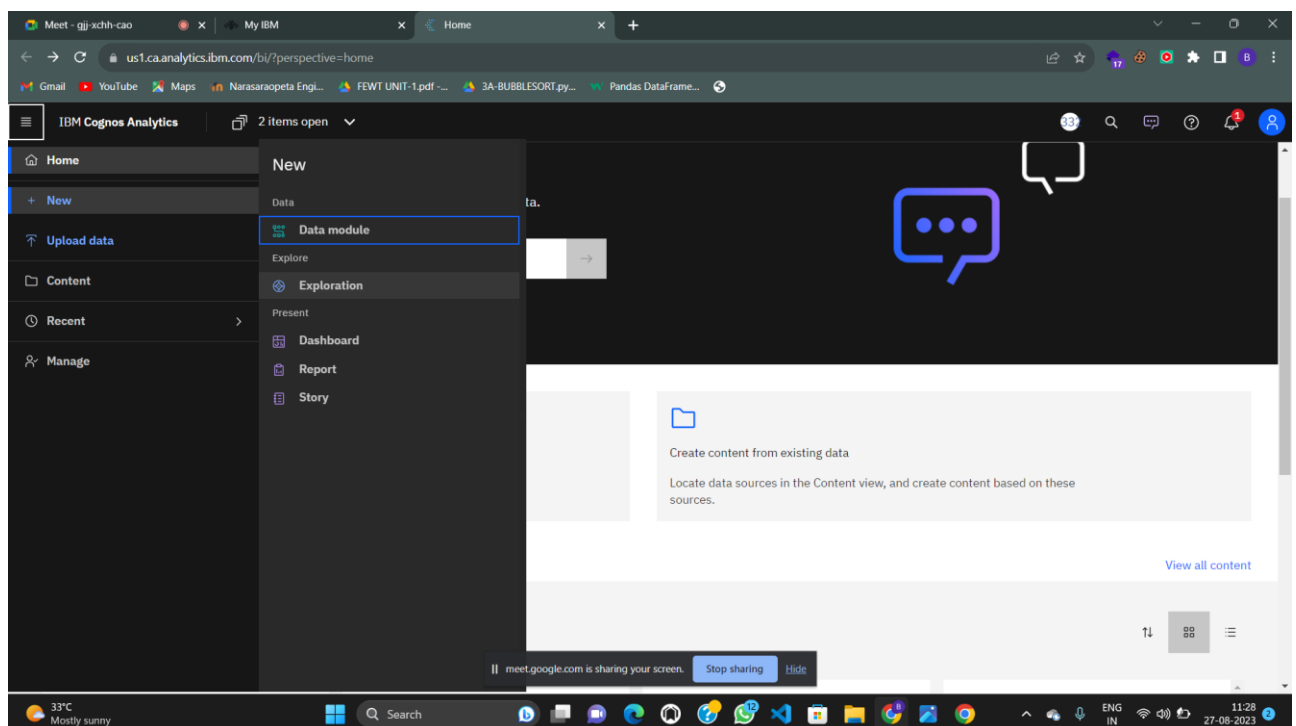 Meet - gjj-xchh-cao
My IBM
Home
us1.ca.analytics.ibm.com/bi/?perspective=home
17
B
Gmail
YouTube
Maps
Narasaraopeta Engi...
FEWT UNIT-1.pdf -...
3A-BUBBLESORT.py...
Pandas DataFrame...
IBM Cognos Analytics
2 items open
1
Home
+ New
Upload data
Content
Recent
Manage
New
Data
Data module
Explore
Exploration
Present
Dashboard
Report
Story
ta.
Create content from existing data
Locate data sources in the Content view, and create content based on these
sources.
View all content
meet.google.com is sharing your screen.
Stop sharing
Hide
33°C
Mostly sunny
Search
ENG
IN
11:28
27-08-2023
2